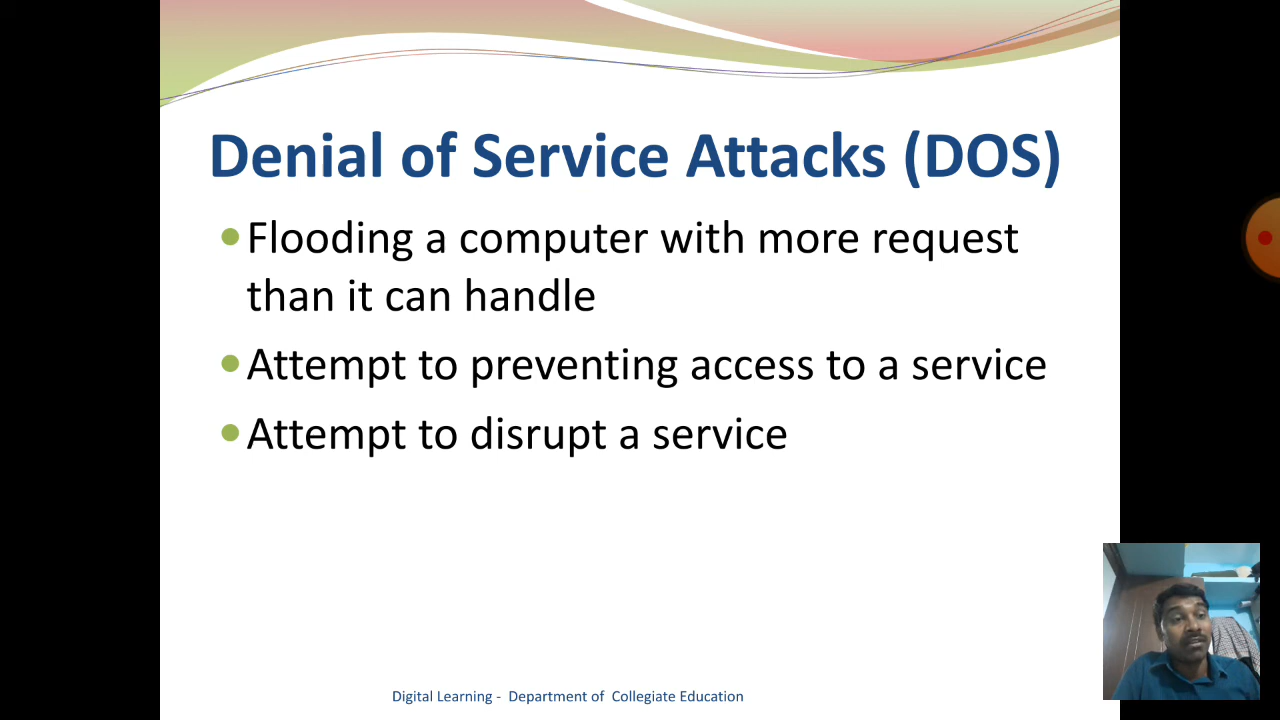 Denial of Service Attacks (DOS)
Flooding a computer with more request
than it can handle
Attempt to preventing access to a service
Attempt to disrupt a service
Digital Learning - Department of Collegiate Education